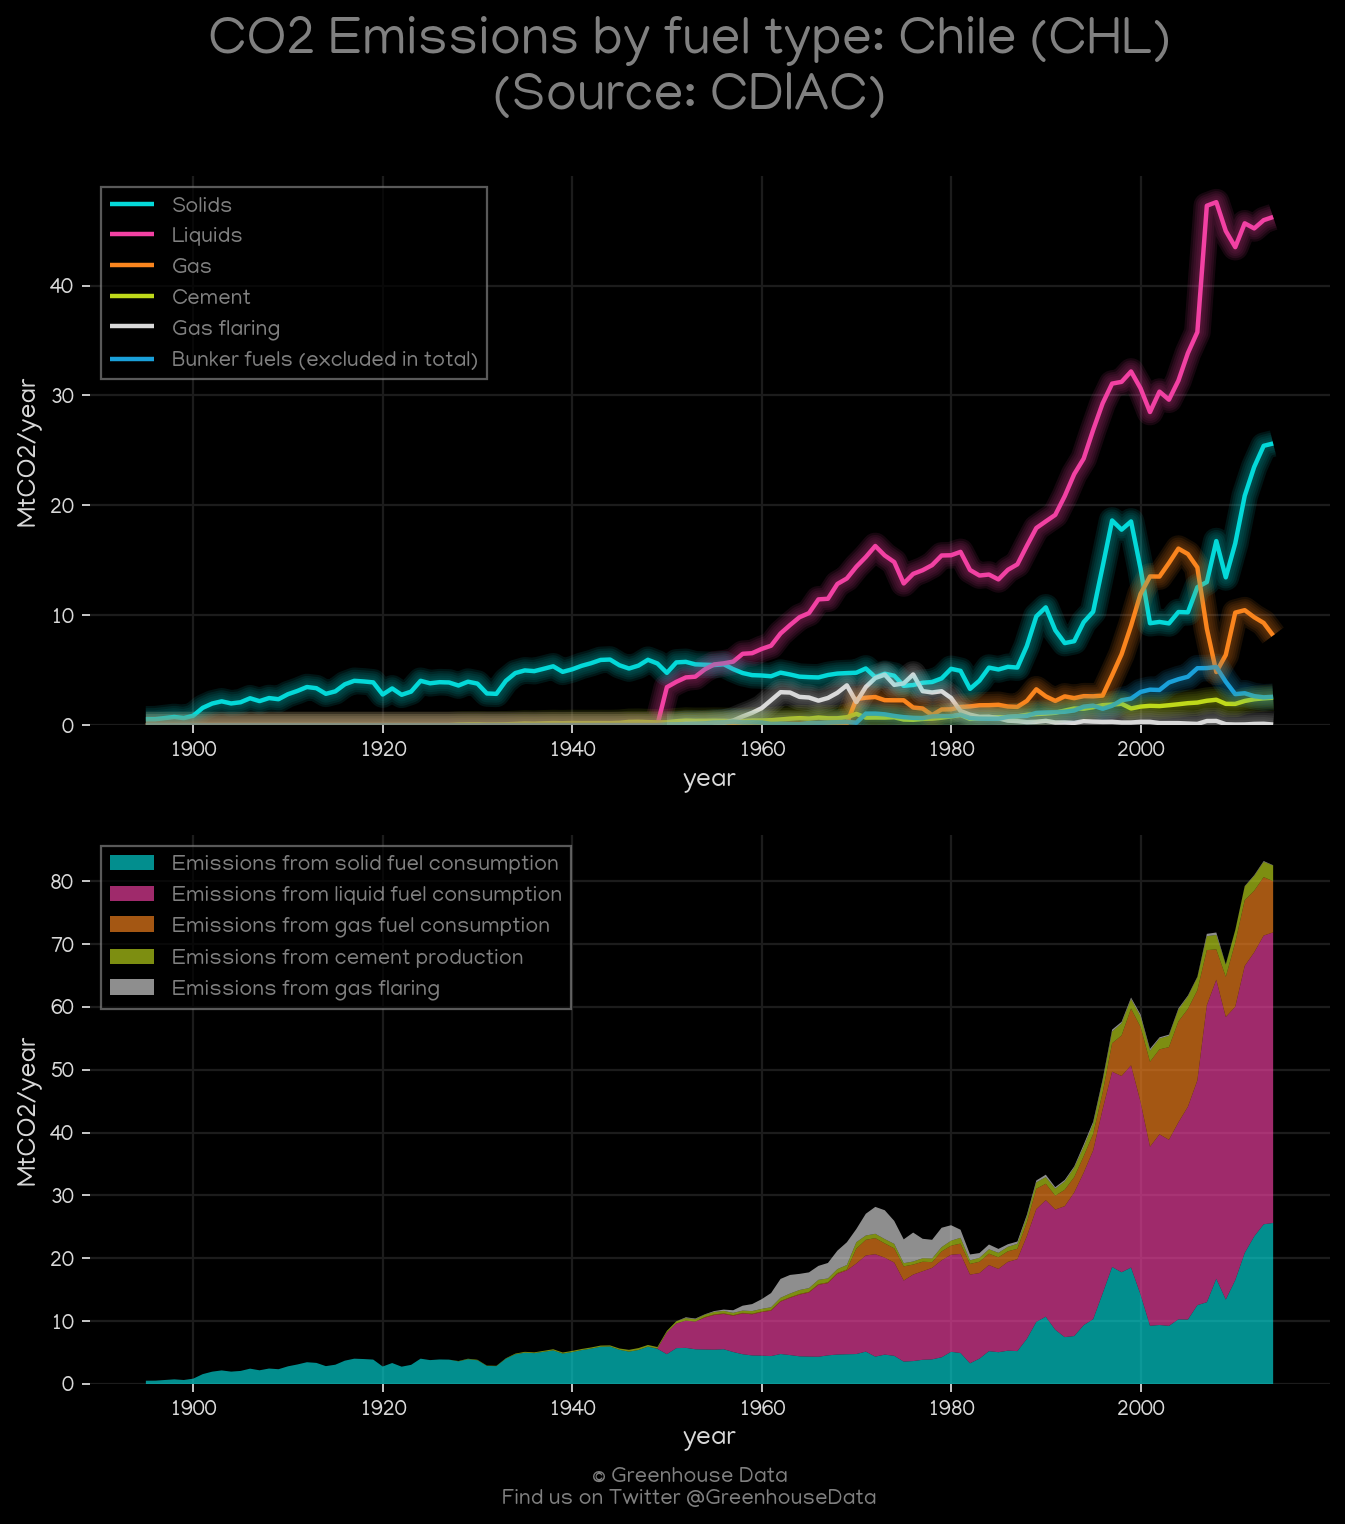 CO2 Emissions by fuel type: Chile (CHL)
(Source: CDIAC)
Solids
Liquids
Gas
Cement
Gas flaring
Bunker fuels (excluded in total)
MtCO2/year
40
30
20
10
0
1900 1920 1940 1960 1980 2000
year
Emissions from solid fuel consumption
Emissions from liquid fuel consumption
Emissions from gas fuel consumption
Emissions from cement production
Emissions from gas flaring
MtCO2/year
80
70
60
50
40
30
20
10
0
1900 1920 1940 1960 1980 2000
year
© Greenhouse Data
Find us on Twitter @GreenhouseData